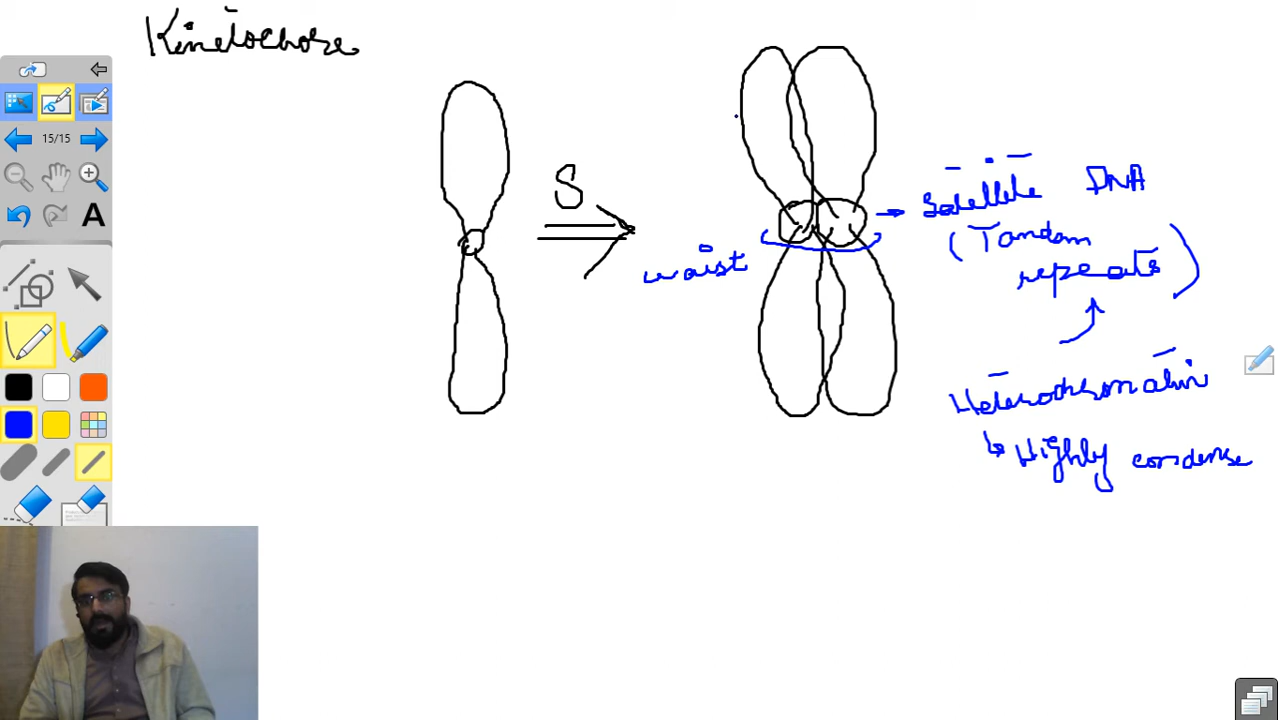 Kinetochore
15/15
A
S
waist
Satellite DNA
(Tandem
repeats)
Heterochromatin
↳ Highly condense